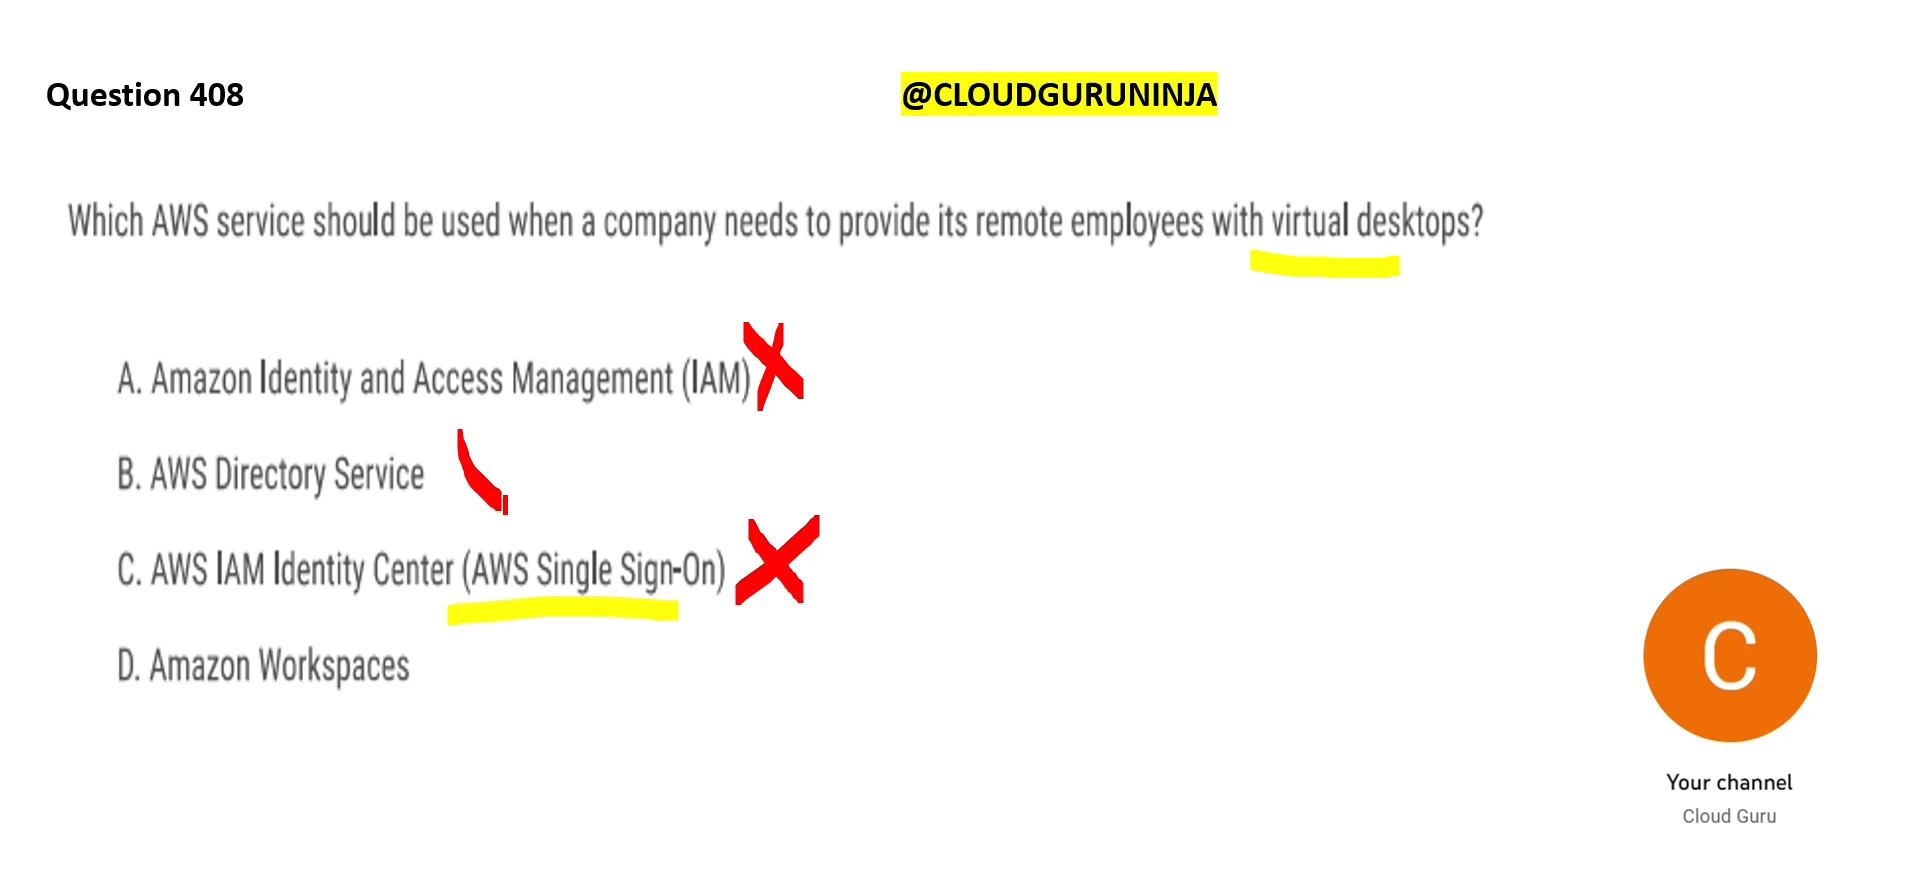 Question 408
@CLOUDGURUNINJA
Which AWS service should be used when a company needs to provide its remote employees with virtual desktops?
A. Amazon Identity and Access Management (IAM)
B. AWS Directory Service
C. AWS IAM Identity Center (AWS Single Sign-On)
D. Amazon Workspaces
C
Your channel
Cloud Guru